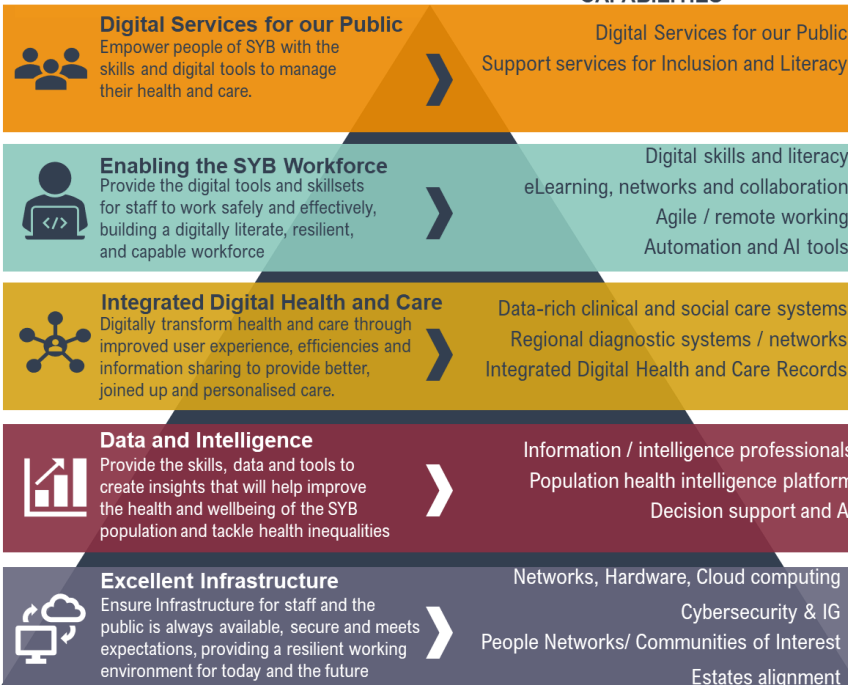 CAPABILITIES
Digital Services for our Public
Empower people of SYB with the
skills and digital tools to manage
their health and care.
Digital Services for our Public
Support services for Inclusion and Literacy
Enabling the SYB Workforce
Provide the digital tools and skillsets
for staff to work safely and effectively,
building a digitally literate, resilient,
and capable workforce
</>
Digital skills and literacy
eLearning, networks and collaboration
Agile / remote working
Automation and AI tools
Integrated Digital Health and Care
Digitally transform health and care through
improved user experience, efficiencies and
information sharing to provide better,
joined up and personalised care.
Data-rich clinical and social care systems
Regional diagnostic systems / networks
Integrated Digital Health and Care Records
Data and Intelligence
Provide the skills, data and tools to
create insights that will help improve
the health and wellbeing of the SYB
population and tackle health inequalities
Information / intelligence professionals
Population health intelligence platform
Decision support and A
Excellent Infrastructure
Ensure Infrastructure for staff and the
public is always available, secure and meets
expectations, providing a resilient working
environment for today and the future
Networks, Hardware, Cloud computing
Cybersecurity & IG
People Networks/ Communities of Interest
Estates alignment